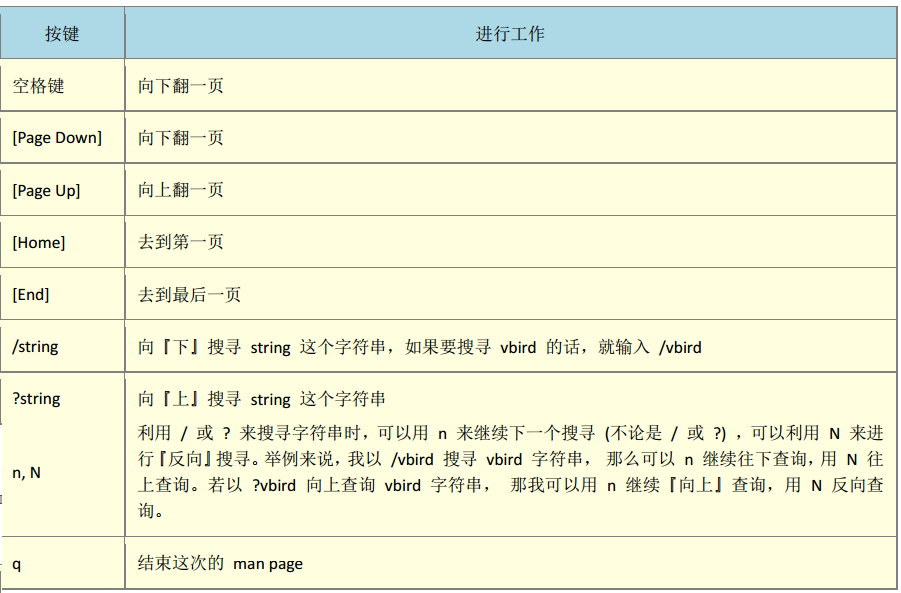 按键 进行工作
空格键 向下翻一页
[Page Down] 向下翻一页
[Page Up] 向上翻一页
[Home] 去到第一页
[End] 去到最后一页
/string 向『下』搜寻 string 这个字符串，如果要搜寻 vbird 的话，就输入 /vbird
?string 向『上』搜寻 string 这个字符串
n, N
利用 / 或 ? 来搜寻字符串时，可以用 n 来继续下一个搜寻 (不论是 / 或 ?) ，可以利用 N 来进
行『反向』搜寻。举例来说，我以 /vbird 搜寻 vbird 字符串， 那么可以 n 继续往下查询，用 N 往
上查询。若以 ?vbird 向上查询 vbird 字符串， 那我可以用 n 继续『向上』查询，用 N 反向查
询。
q 结束这次的 man page